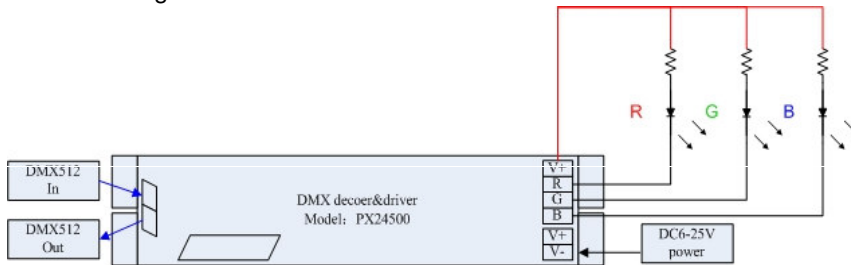 R G B
DMX512
In
DMX512
Out
DMX decoer&driver
Model: PX24500
V+
R
G
B
V+
V-
DC6-25V
power